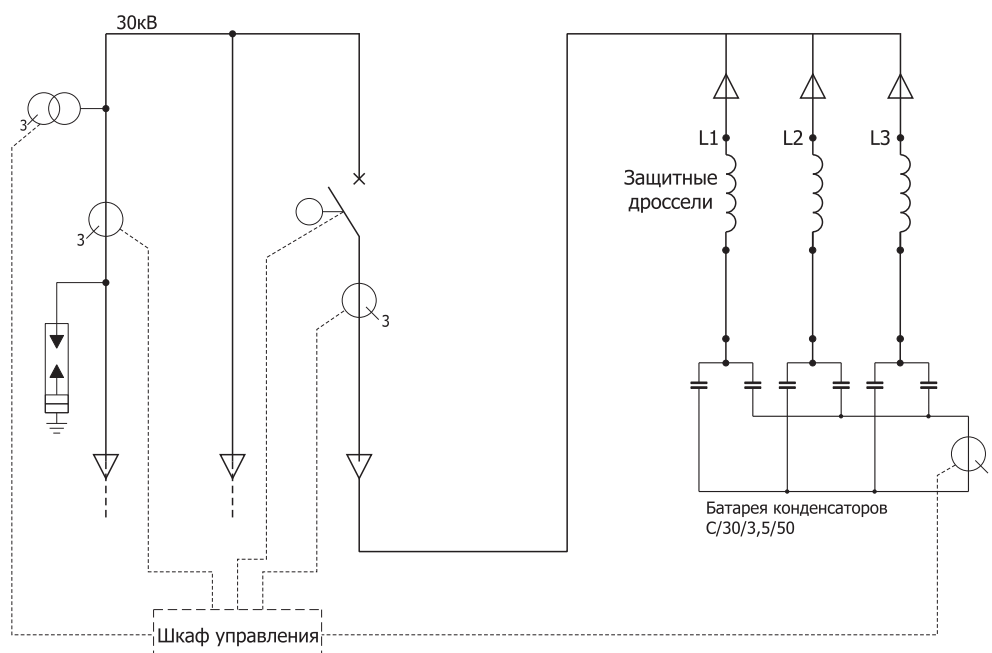 30кВ
3
3
3
L1
L2
L3
Защитные
дроссели
Батарея конденсаторов
С/30/3,5/50
Шкаф управления